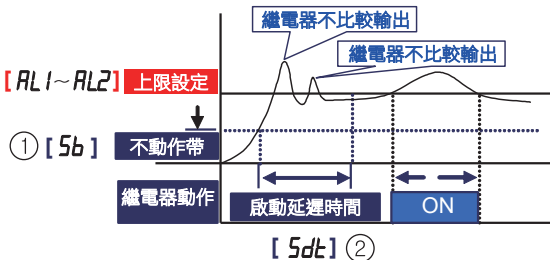 繼電器不比較輸出
繼電器不比較輸出
[AL1~AL2] 上限設定
① [Sb] 不動作帶
繼電器動作
啟動延遲時間
ON
[Sdt] ②